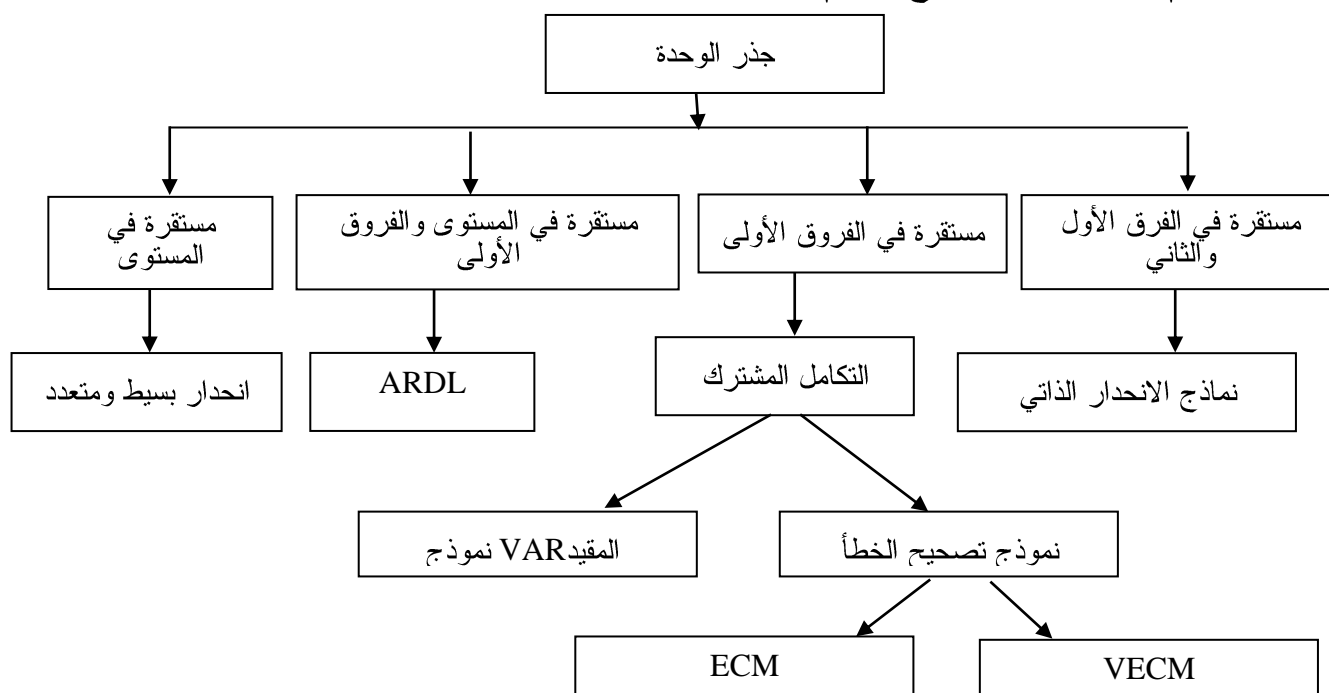 جذر الوحدة
مستقرة في الفرق الأول
والثاني
مستقرة في الفروق الأولى
مستقرة في المستوى والفروق
الأولى
مستقرة في
المستوى
نماذج الانحدار الذاتي
التكامل المشترك
ARDL
انحدار بسيط ومتعدد
نموذج تصحيح الخطأ
المقيدVAR نموذج
VECM
ECM